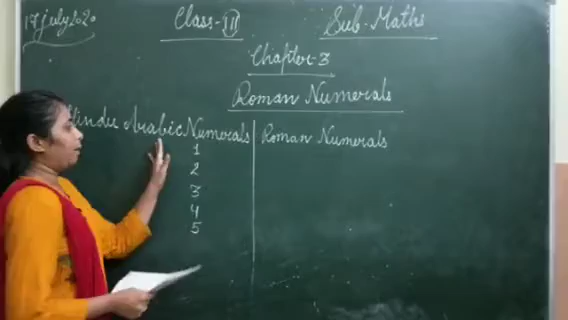 17 July 2020
Class-III
Sub-Maths
Chapter-3
Roman Numerals
Hindu Arabic Numerals
Roman Numerals
1
2
3
4
5